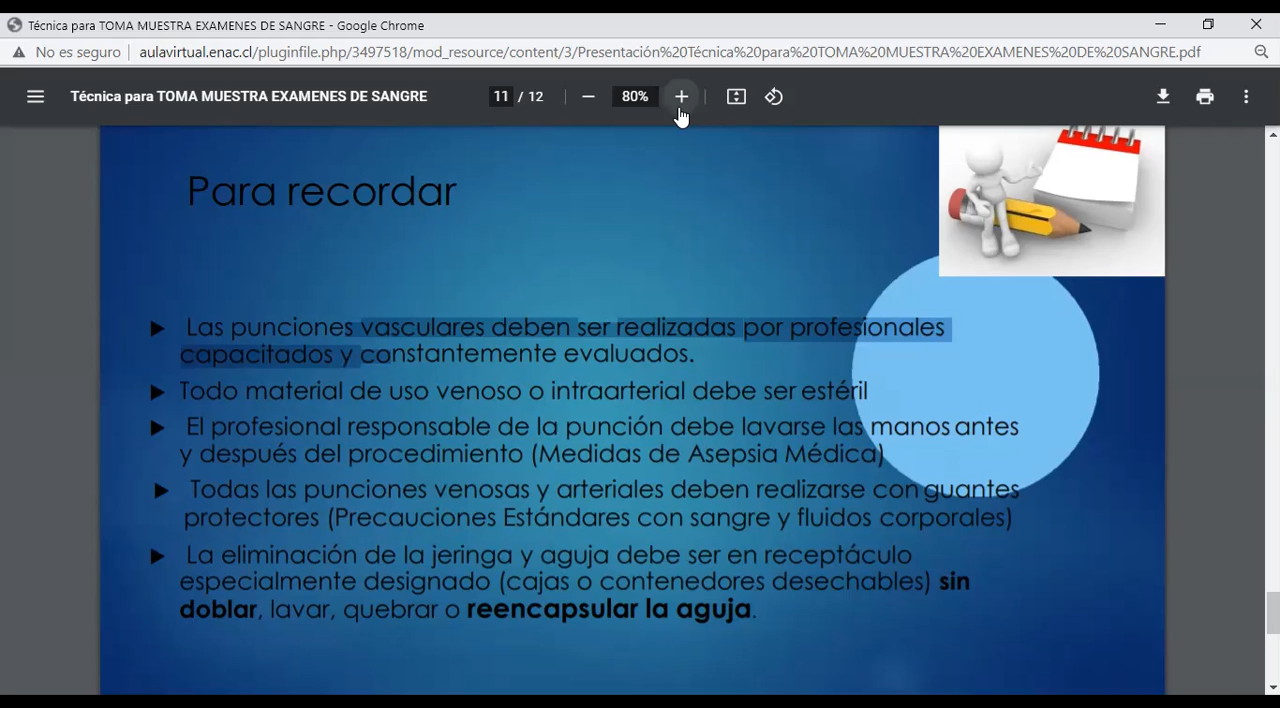 Técnica para TOMA MUESTRA EXAMENES DE SANGRE - Google Chrome
No es seguro aulavirtual.enac.cl/pluginfile.php/3497518/mod_resource/content/3/Presentación%20Técnica%20para%20TOMA%20MUESTRA%20EXAMENES%20DE%20SANGRE.pdf
Técnica para TOMA MUESTRA EXAMENES DE SANGRE 11 / 12 80%
Para recordar
Las punciones vasculares deben ser realizadas por profesionales
capacitados y constantemente evaluados.
Todo material de uso venoso o intraarterial debe ser estéril
El profesional responsable de la punción debe lavarse las manos antes
y después del procedimiento (Medidas de Asepsia Médica)
Todas las punciones venosas y arteriales deben realizarse con guantes
protectores (Precauciones Estándares con sangre y fluidos corporales)
La eliminación de la jeringa y aguja debe ser en receptáculo
especialmente designado (cajas o contenedores desechables) sin
doblar, lavar, quebrar o reencapsular la aguja.